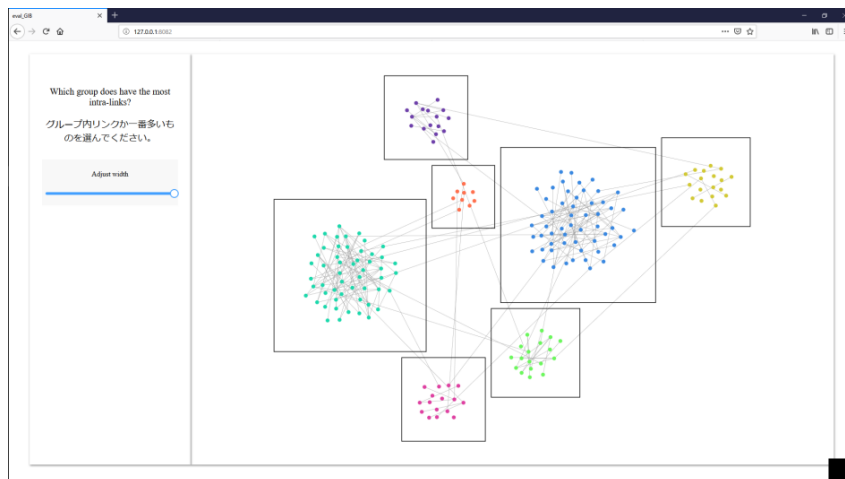 eval_GIB
127.0.0.1:8082
Which group does have the most
intra-links?
グループ内リンクが一番多いも
のを選んでください。
Adjust width